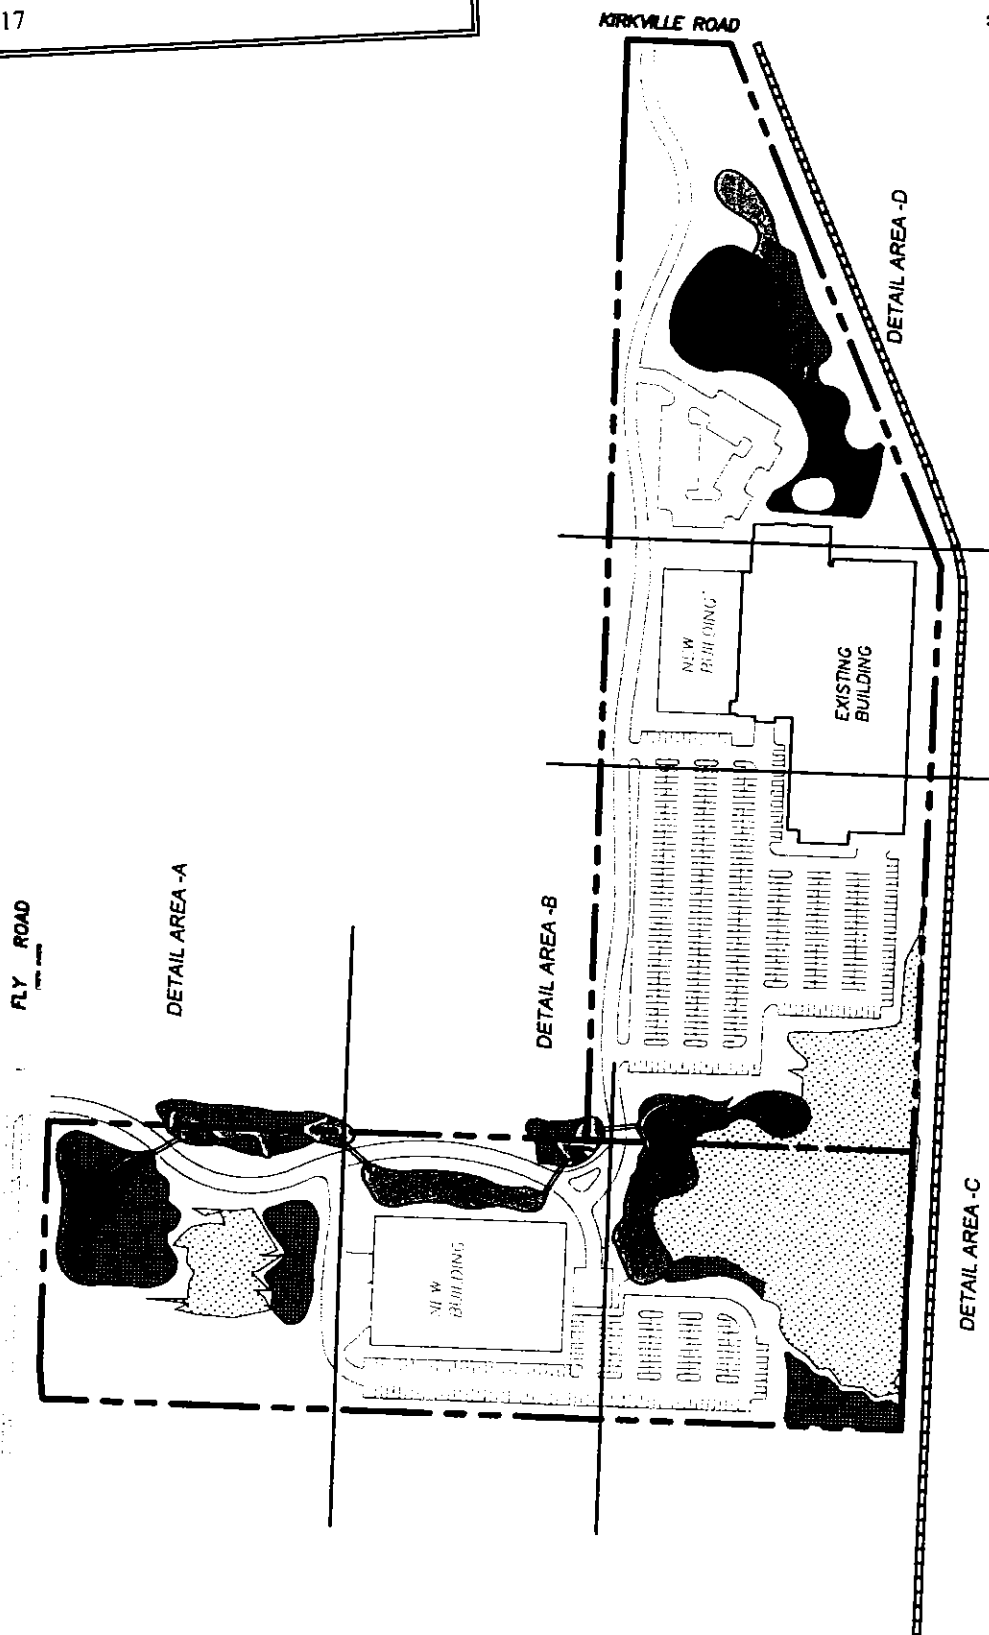 17
KIRKVILLE ROAD
DETAIL AREA -D
NEW
BUILDING
EXISTING
BUILDING
FLY ROAD
DETAIL AREA -A
DETAIL AREA -B
NEW
BUILDING
DETAIL AREA -C